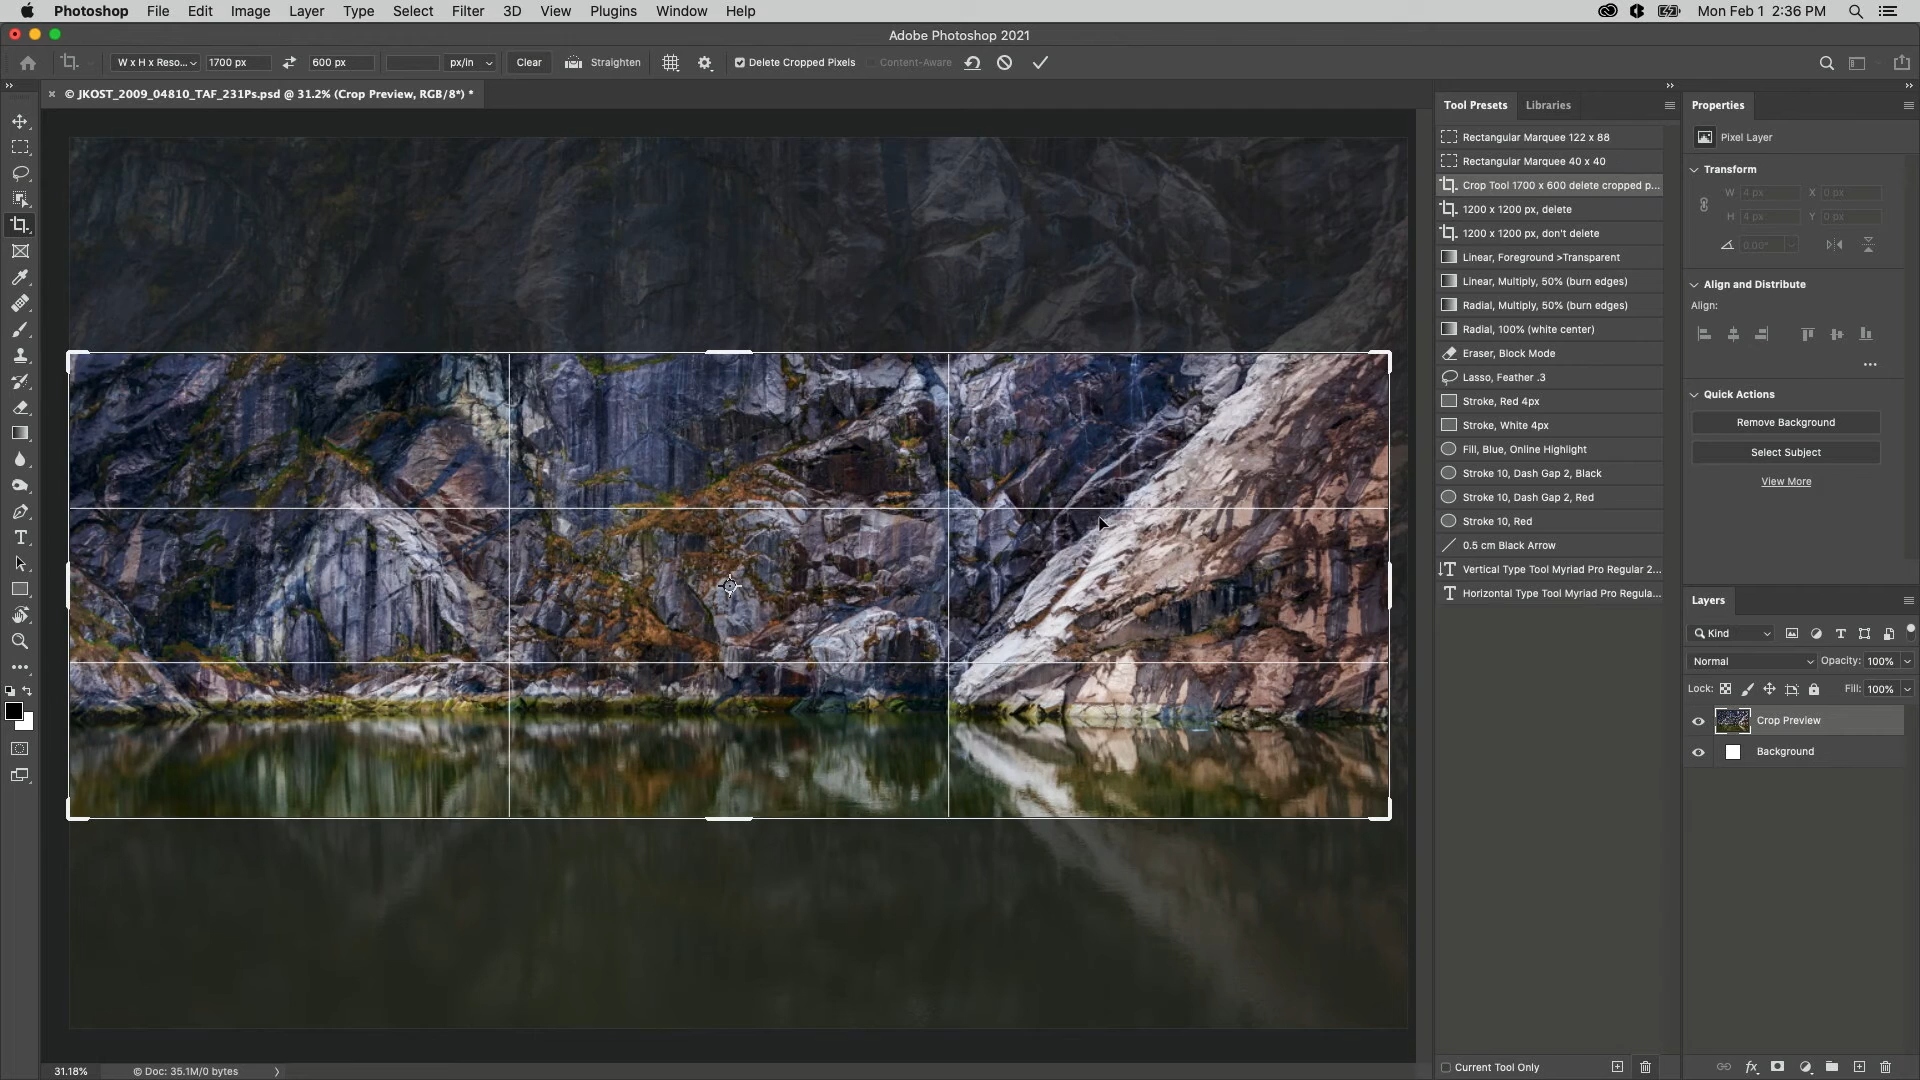 Photoshop File Edit Image Layer Type Select Filter 3D View Plugins Window Help Mon Feb 1 2:36 PM
Adobe Photoshop 2021
W x H x Reso... 1700 px 600 px px/in Clear Straighten Delete Cropped Pixels Content-Aware
© JKOST_2009_04810_TAF_231Ps.psd @ 31.2% (Crop Preview, RGB/8*) *
Tool Presets Libraries
Rectangular Marquee 122 x 88
Rectangular Marquee 40 x 40
Crop Tool 1700 x 600 delete cropped p...
1200 x 1200 px, delete
1200 x 1200 px, don't delete
Linear, Foreground >Transparent
Linear, Multiply, 50% (burn edges)
Radial, Multiply, 50% (burn edges)
Radial, 100% (white center)
Eraser, Block Mode
Lasso, Feather .3
Stroke, Red 4px
Stroke, White 4px
Fill, Blue, Online Highlight
Stroke 10, Dash Gap 2, Black
Stroke 10, Dash Gap 2, Red
Stroke 10, Red
0.5 cm Black Arrow
Vertical Type Tool Myriad Pro Regular 2...
Horizontal Type Tool Myriad Pro Regula...
Current Tool Only
Properties
Pixel Layer
Transform
W 4 px X 0 px
H 4 px Y 0 px
0.00°
Align and Distribute
Align:
Quick Actions
Remove Background
Select Subject
View More
Layers
Kind
Normal Opacity: 100%
Lock: Fill: 100%
Crop Preview
Background
31.18% © Doc: 35.1M/0 bytes